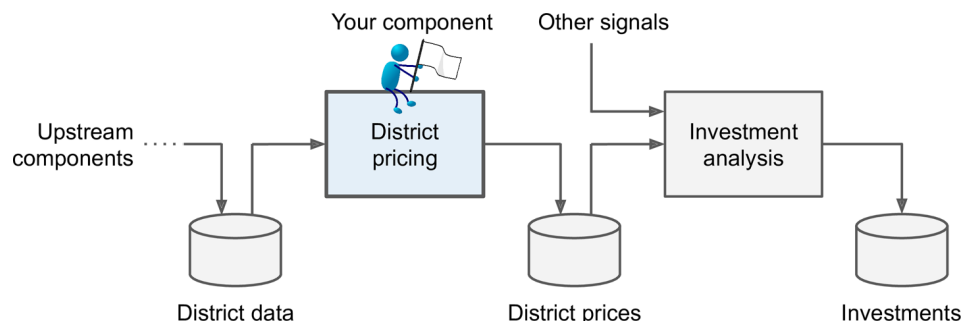 Your component
Other signals
Upstream
components
District
pricing
Investment
analysis
District data
District prices
Investments